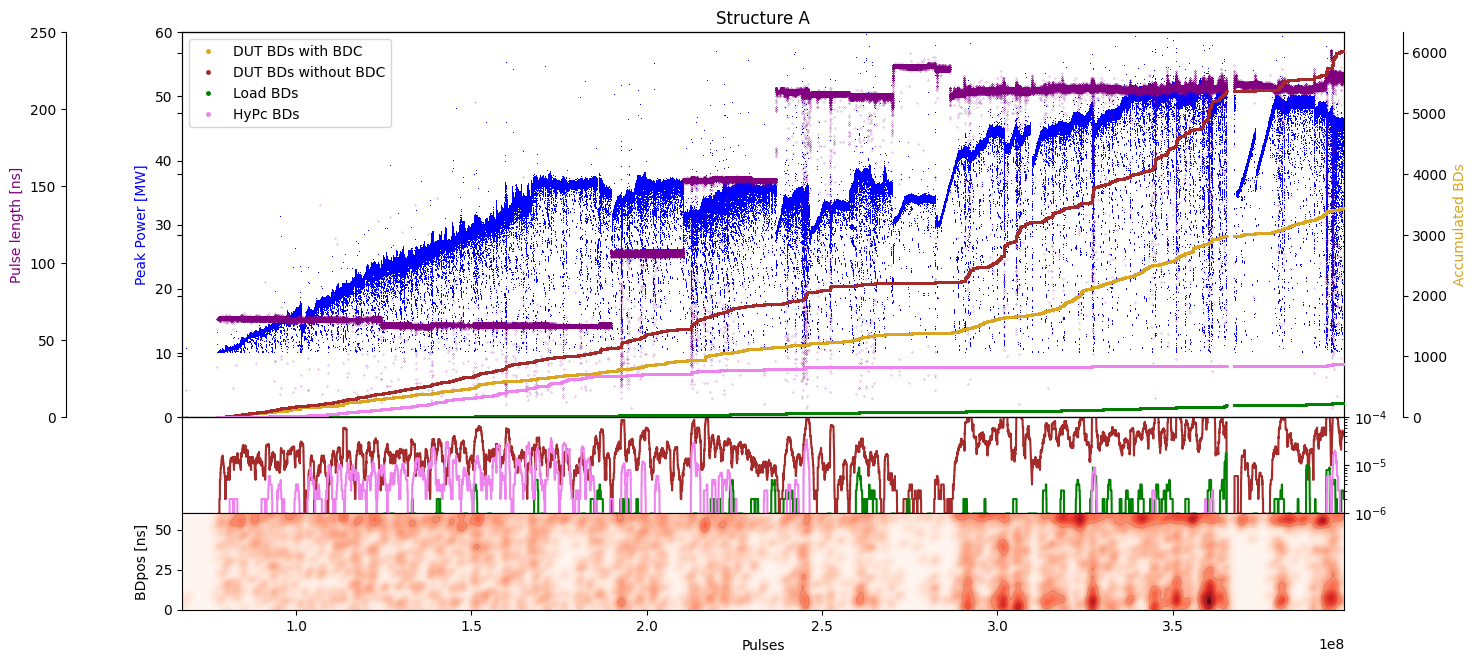 Structure A
Pulse length [ns]
250
200
150
100
50
0
Peak Power [MW]
60
50
40
30
20
10
0
DUT BDs with BDC
DUT BDs without BDC
Load BDs
HyPc BDs
Accumulated BDs
6000
5000
4000
3000
2000
1000
0
10⁻⁴
10⁻⁵
10⁻⁶
BDpos [ns]
50
25
0
1.0 1.5 2.0 2.5 3.0 3.5
Pulses
1e8